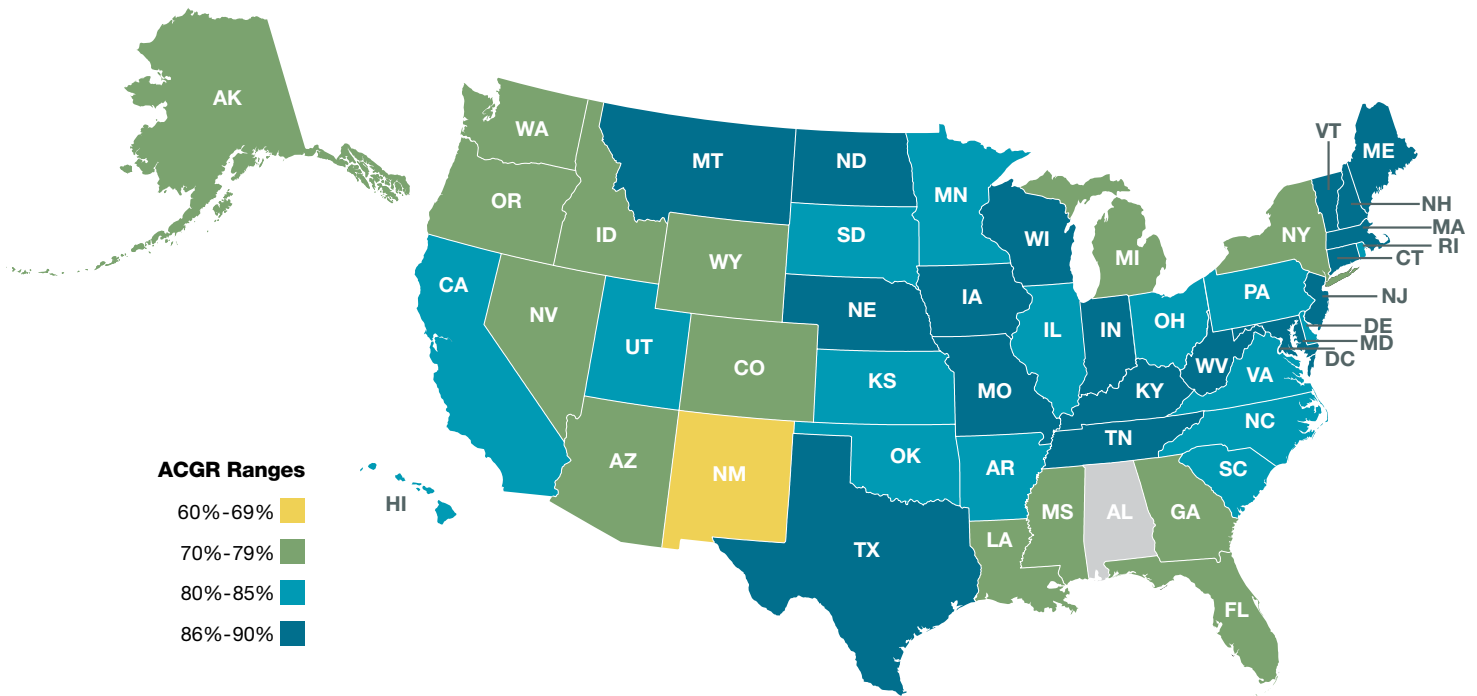 AK
WA
MT
ND
MN
VT
ME
OR
ID
WY
SD
WI
MI
NY
NH
MA
RI
CT
CA
NV
UT
CO
NE
IA
IL
IN
OH
PA
NJ
DE
MD
DC
KS
MO
KY
WV
VA
AZ
NM
OK
AR
TN
NC
SC
HI
TX
LA
MS
AL
GA
FL
ACGR Ranges
60%-69%
70%-79%
80%-85%
86%-90%